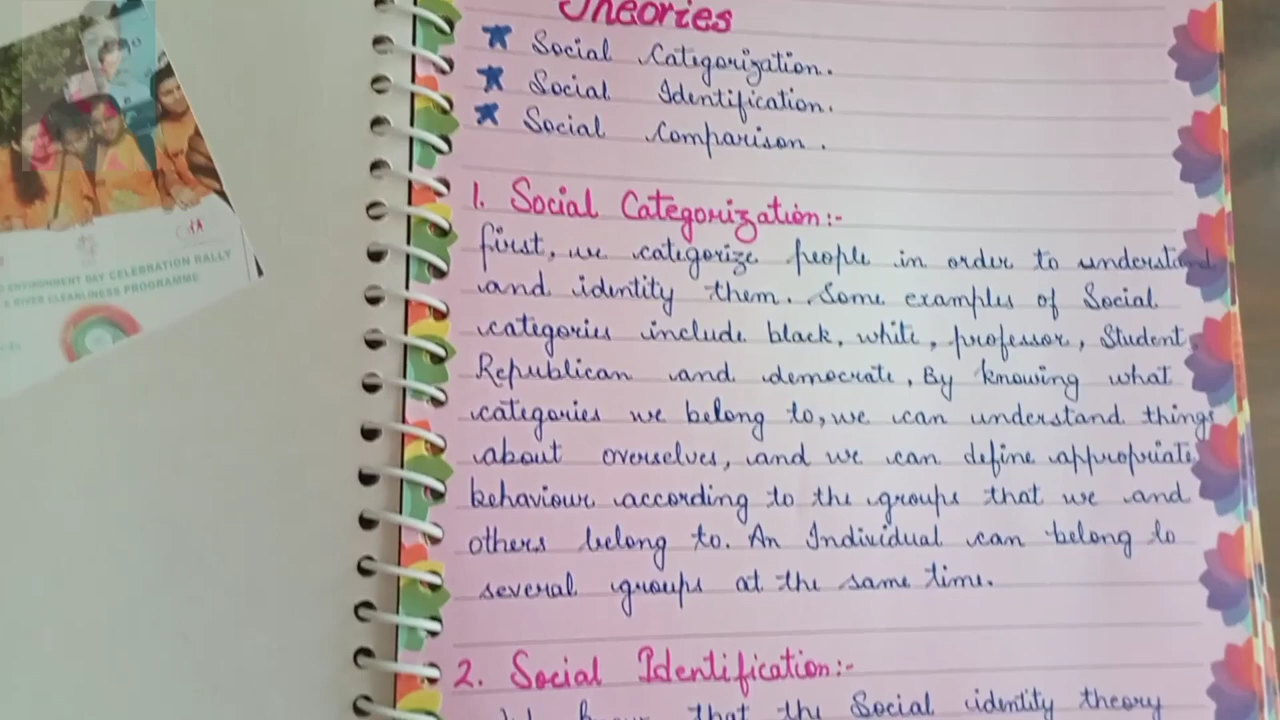 Theories
Social Categorization.
Social Identification.
Social Comparison.
1. Social Categorization:-
first, we categorize people in order to understand
and identity them. Some examples of Social
categories include black, white, professor, Student,
Republican and democrate, By knowing what
categories we belong to, we can understand things
about overselves, and we can define appropriate
behaviour according to the groups that we and
others belong to. An Individual can belong to
several groups at the same time.
2. Social Identification:-
that the Social identity theory
ENVIRONMENT DAY CELEBRATION RALLY
& RIVER CLEANLINESS PROGRAMME